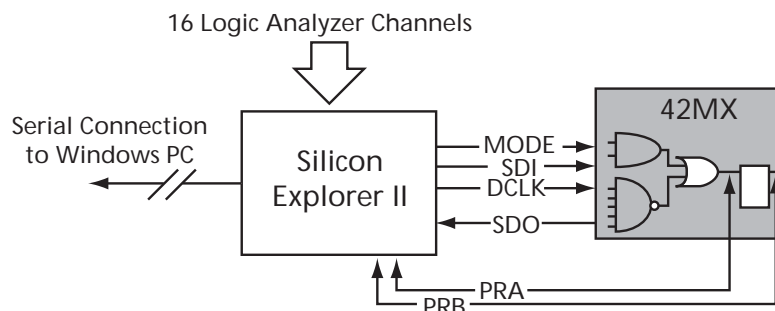 16 Logic Analyzer Channels
Serial Connection
to Windows PC
Silicon
Explorer II
MODE
SDI
DCLK
SDO
42MX
PRA
PRB